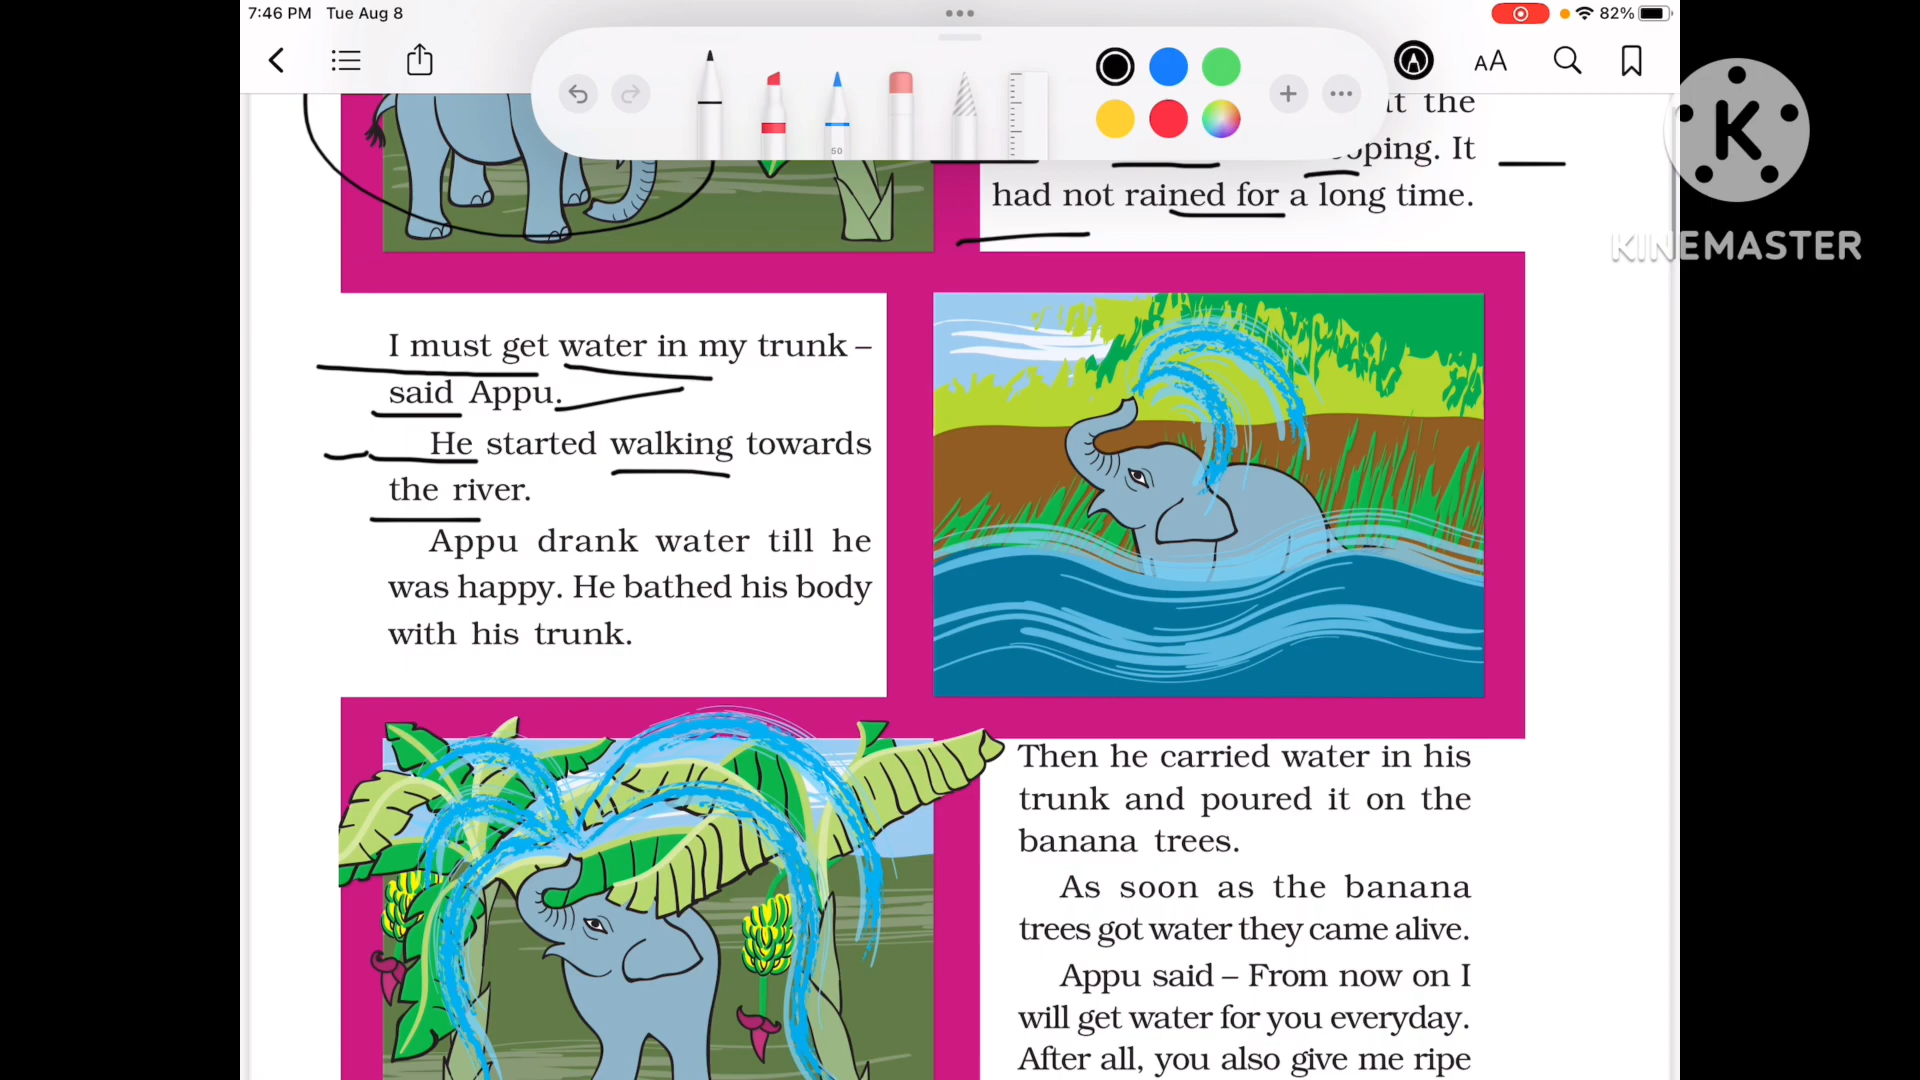 7:46 PM Tue Aug 8
82%
AA
50
at the
It
had not rained for a long time.
K
KINEMASTER
I must get water in my trunk –
said Appu.
He started walking towards
the river.
Appu drank water till he
was happy. He bathed his body
with his trunk.
Then he carried water in his
trunk and poured it on the
banana trees.
As soon as the banana
trees got water they came alive.
Appu said – From now on I
will get water for you everyday.
After all, you also give me ripe